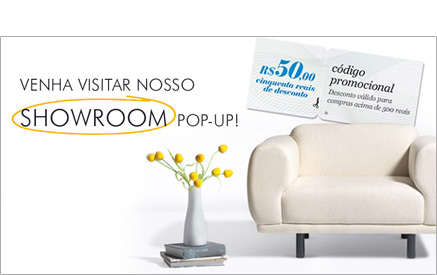 VENHA VISITAR NOSSO
SHOWROOM POP-UP!
R$50,00
cinquenta reais
de desconto
código
promocional
Desconto válido para
compras acima de 500 reais